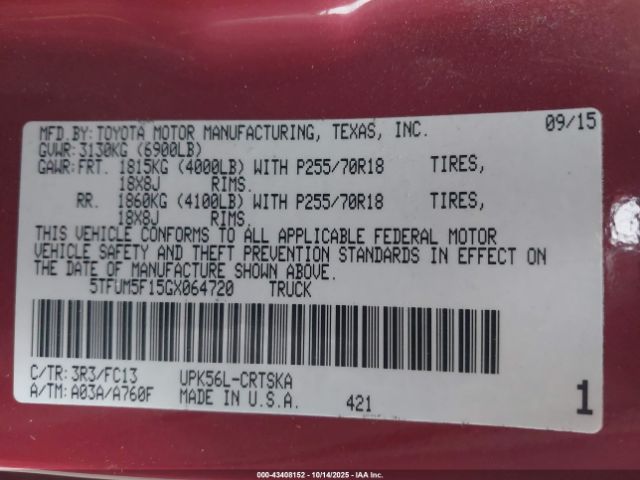 MFD.BY: TOYOTA MOTOR MANUFACTURING, TEXAS, INC. 09/15
GVWR: 3130KG (6900LB)
GAWR: FRT. 1815KG (4000LB) WITH P255/70R18 TIRES,
18X8J RIMS.
RR. 1860KG (4100LB) WITH P255/70R18 TIRES,
18X8J RIMS.
THIS VEHICLE CONFORMS TO ALL APPLICABLE FEDERAL MOTOR
VEHICLE SAFETY AND THEFT PREVENTION STANDARDS IN EFFECT ON
THE DATE OF MANUFACTURE SHOWN ABOVE.
5TFUM5F15GX064720 TRUCK
C/TR: 3R3/FC13 UPK56L-CRTSKA
A/TM: A03A/A760F MADE IN U.S.A. 421 1
000-43408152 - 10/14/2025 - IAAI, Inc.